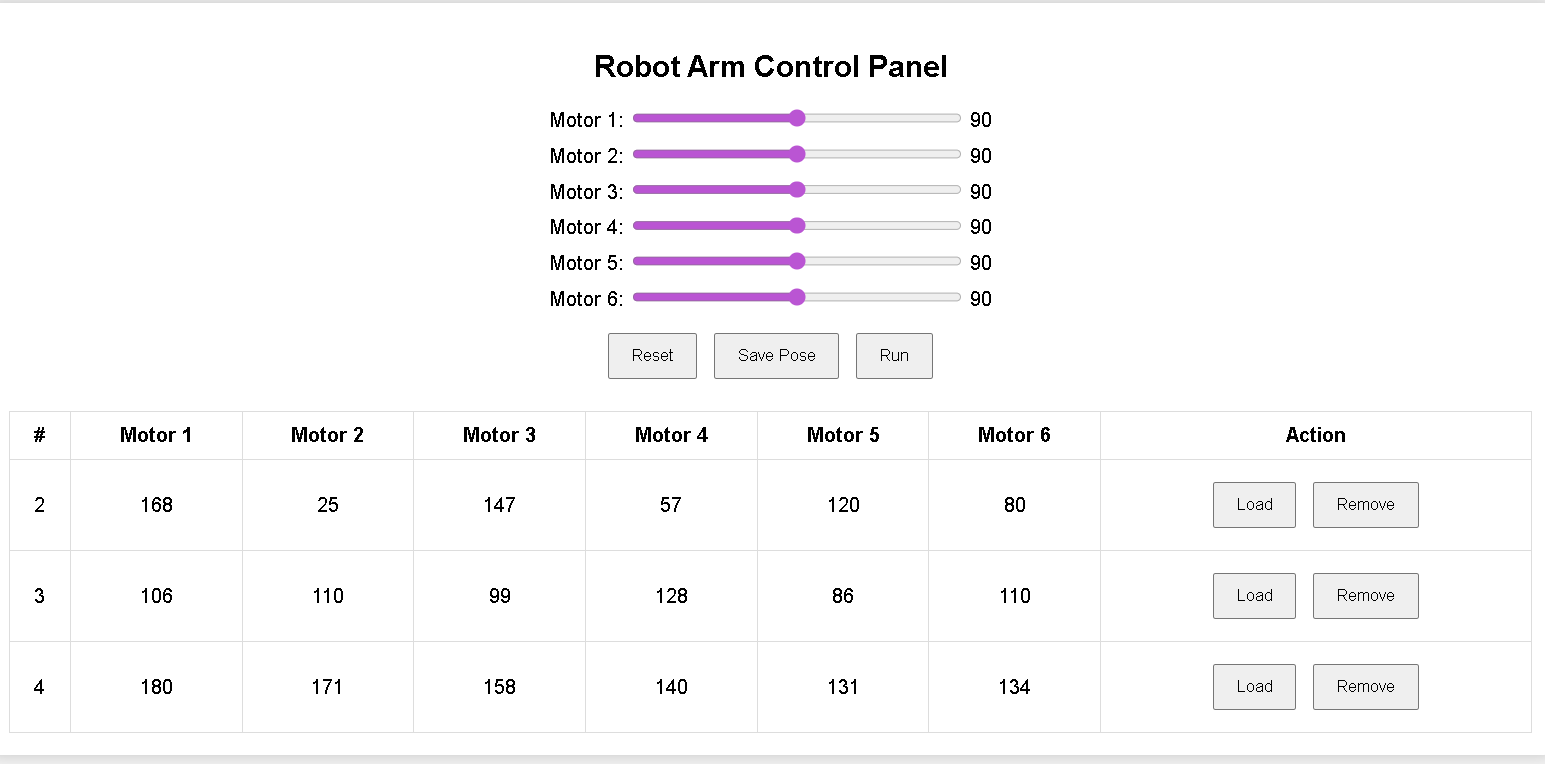 Robot Arm Control Panel
Motor 1: 90
Motor 2: 90
Motor 3: 90
Motor 4: 90
Motor 5: 90
Motor 6: 90
Reset Save Pose Run
# Motor 1 Motor 2 Motor 3 Motor 4 Motor 5 Motor 6 Action
2 168 25 147 57 120 80 Load Remove
3 106 110 99 128 86 110 Load Remove
4 180 171 158 140 131 134 Load Remove